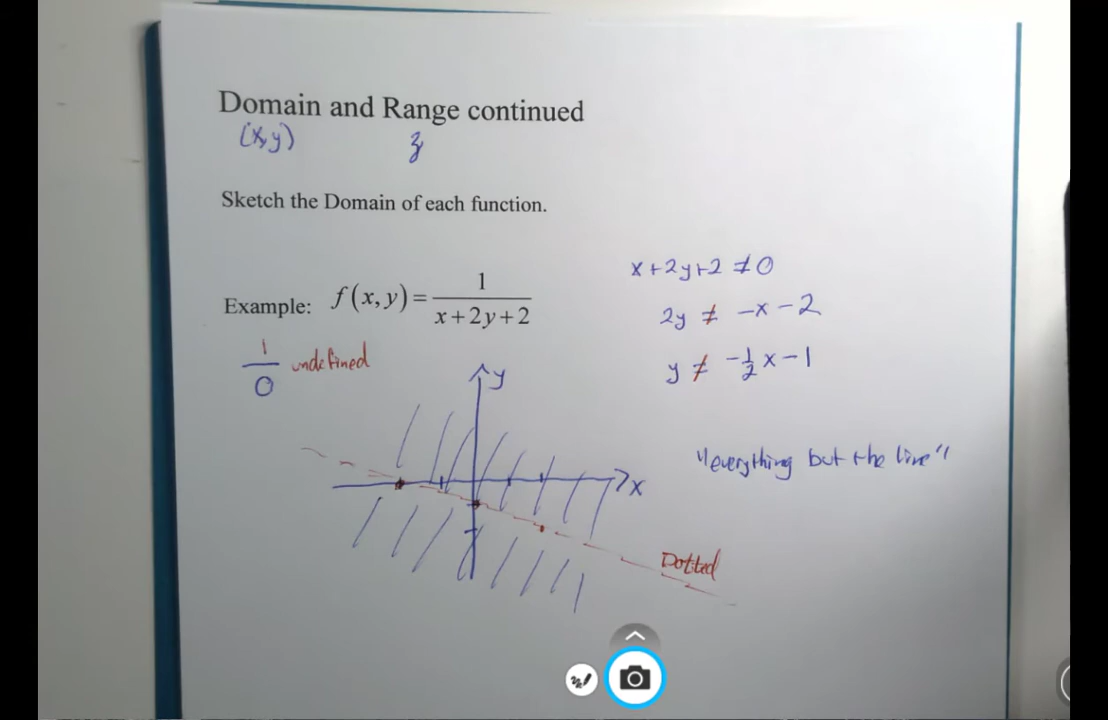 Domain and Range continued
(x,y) z
Sketch the Domain of each function.
x+2y+2 ≠ 0
Example: f(x,y) = 1/(x+2y+2)
2y ≠ -x - 2
1/0 undefined
y ≠ -1/2 x - 1
y
"everything but the line"
x
Dotted